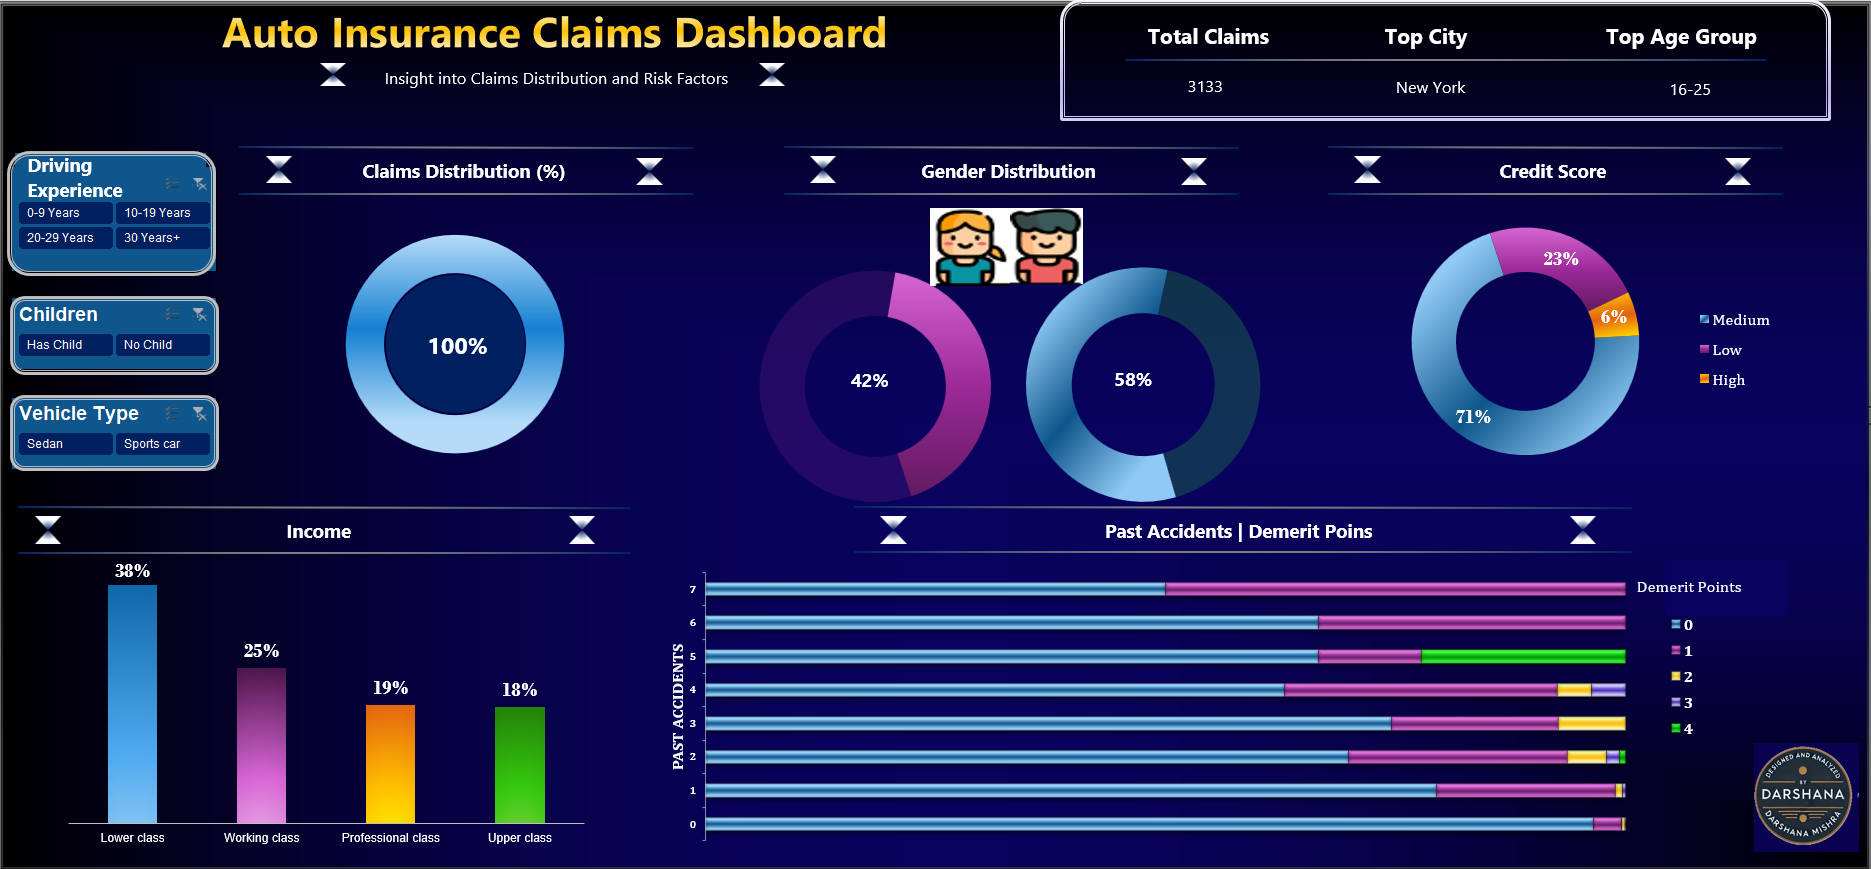 Auto Insurance Claims Dashboard
Insight into Claims Distribution and Risk Factors
Total Claims
Top City
Top Age Group
3133
New York
16-25
Driving
Experience
0-9 Years
10-19 Years
20-29 Years
30 Years+
Children
Has Child
No Child
Vehicle Type
Sedan
Sports car
Claims Distribution (%)
100%
Gender Distribution
42%
58%
Credit Score
23%
6%
71%
Medium
Low
High
Income
38%
25%
19%
18%
Lower class
Working class
Professional class
Upper class
Past Accidents | Demerit Poins
PAST ACCIDENTS
7
6
5
4
3
2
1
0
Demerit Points
0
1
2
3
4
DESIGNED AND ANALYZED
BY
DARSHANA
DARSHANA MISHRA